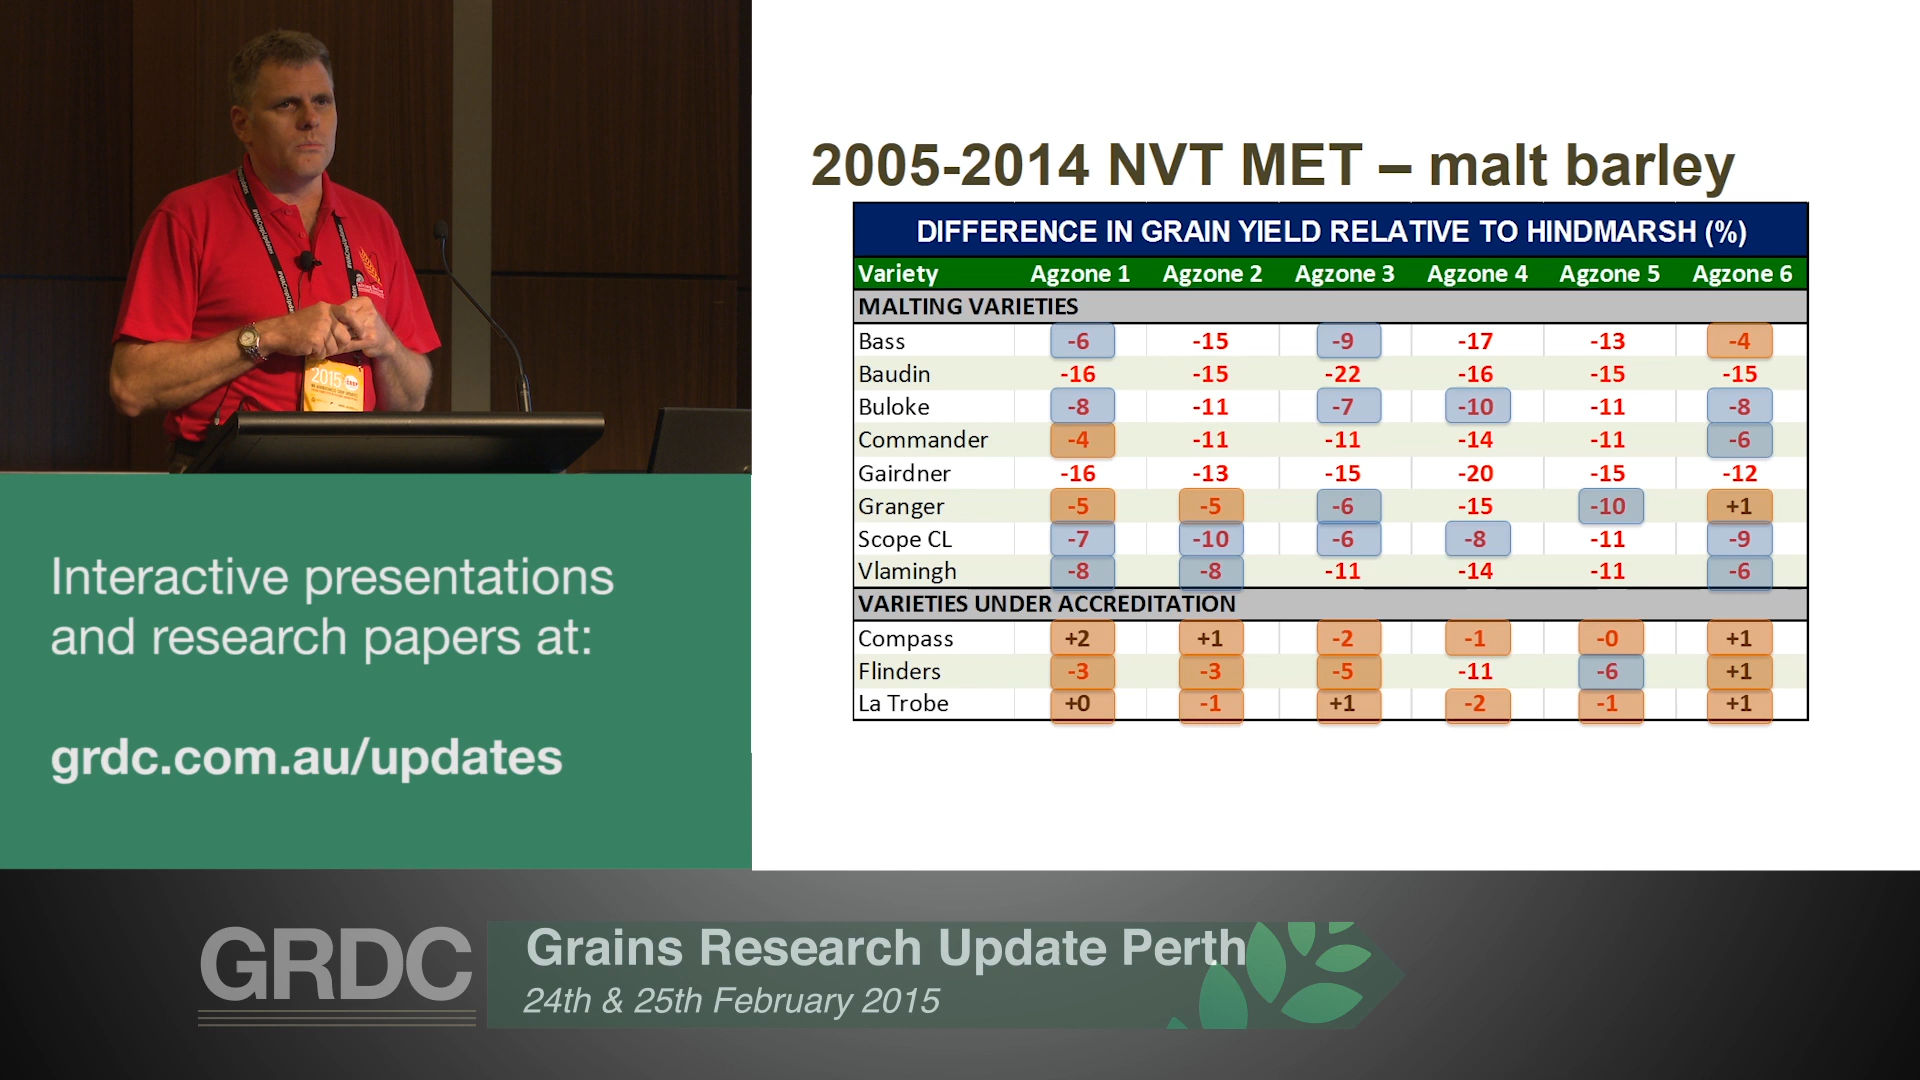 2015
2005-2014 NVT MET – malt barley
DIFFERENCE IN GRAIN YIELD RELATIVE TO HINDMARSH (%)
Variety Agzone 1 Agzone 2 Agzone 3 Agzone 4 Agzone 5 Agzone 6
MALTING VARIETIES
Bass -6 -15 -9 -17 -13 -4
Baudin -16 -15 -22 -16 -15 -15
Buloke -8 -11 -7 -10 -11 -8
Commander -4 -11 -11 -14 -11 -6
Gairdner -16 -13 -15 -20 -15 -12
Granger -5 -5 -6 -15 -10 +1
Scope CL -7 -10 -6 -8 -11 -9
Vlamingh -8 -8 -11 -14 -11 -6
VARIETIES UNDER ACCREDITATION
Compass +2 +1 -2 -1 -0 +1
Flinders -3 -3 -5 -11 -6 +1
La Trobe +0 -1 +1 -2 -1 +1
Interactive presentations
and research papers at:
grdc.com.au/updates
GRDC
Grains Research Update Perth
24th & 25th February 2015